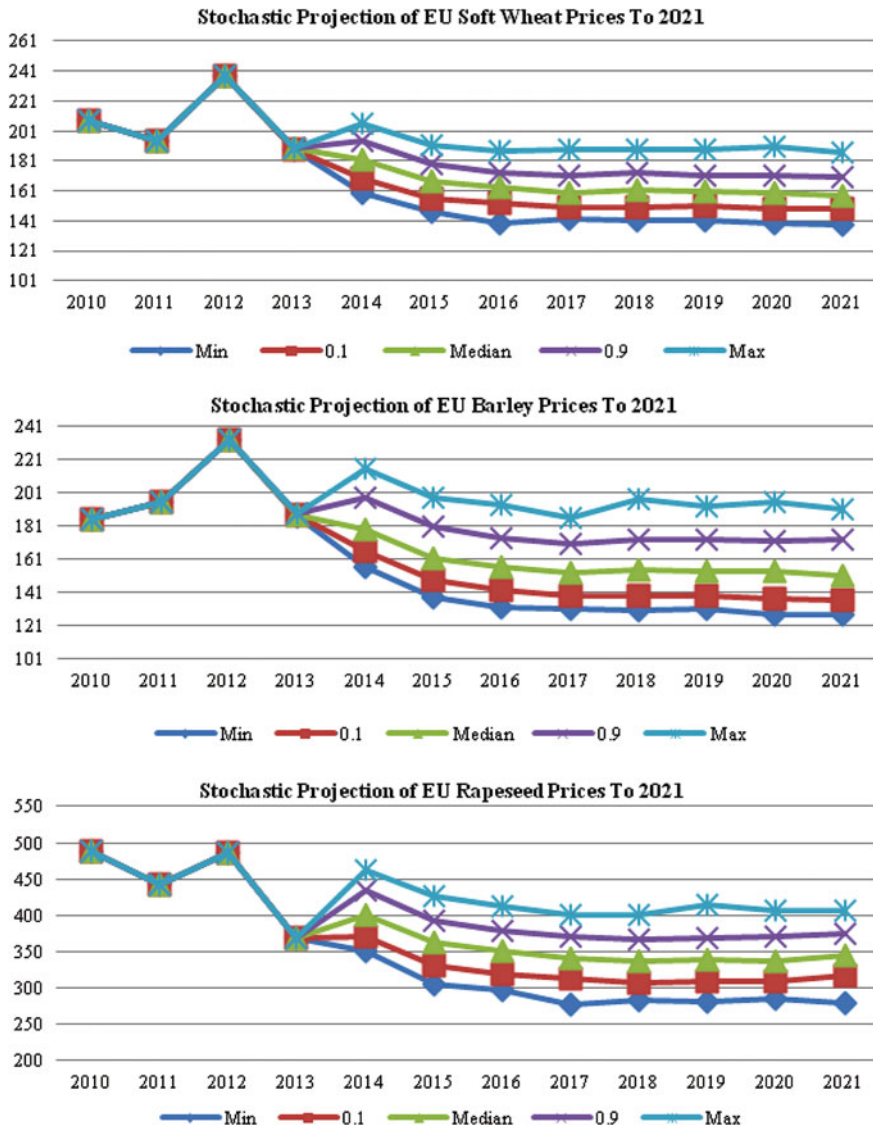 Stochastic Projection of EU Soft Wheat Prices To 2021
261
241
221
201
181
161
141
121
101
2010 2011 2012 2013 2014 2015 2016 2017 2018 2019 2020 2021
Min 0.1 Median 0.9 Max
Stochastic Projection of EU Barley Prices To 2021
241
221
201
181
161
141
121
101
2010 2011 2012 2013 2014 2015 2016 2017 2018 2019 2020 2021
Min 0.1 Median 0.9 Max
Stochastic Projection of EU Rapeseed Prices To 2021
550
500
450
400
350
300
250
200
2010 2011 2012 2013 2014 2015 2016 2017 2018 2019 2020 2021
Min 0.1 Median 0.9 Max